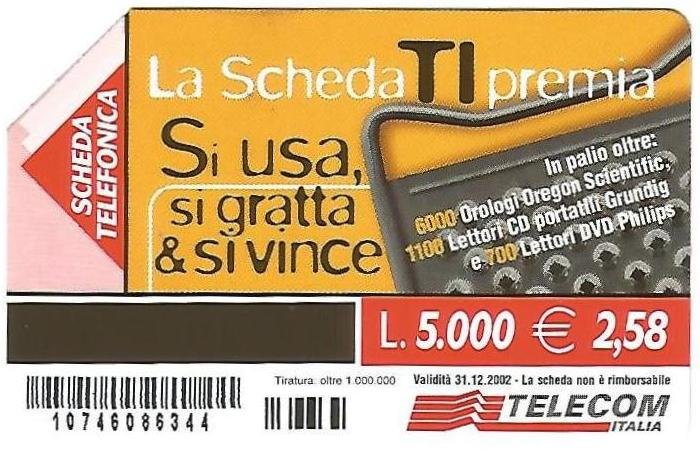 La Scheda TI premia
SCHEDA
TELEFONICA
Si usa,
si gratta
& si vince
In palio oltre:
6000 Orologi Oregon Scientific,
1100 Lettori CD portatili Grundig
e 700 Lettori DVD Philips
L. 5.000 € 2,58
Tiratura: oltre 1.000.000
Validità 31.12.2002 - La scheda non è rimborsabile
10746086344
TELECOM
ITALIA